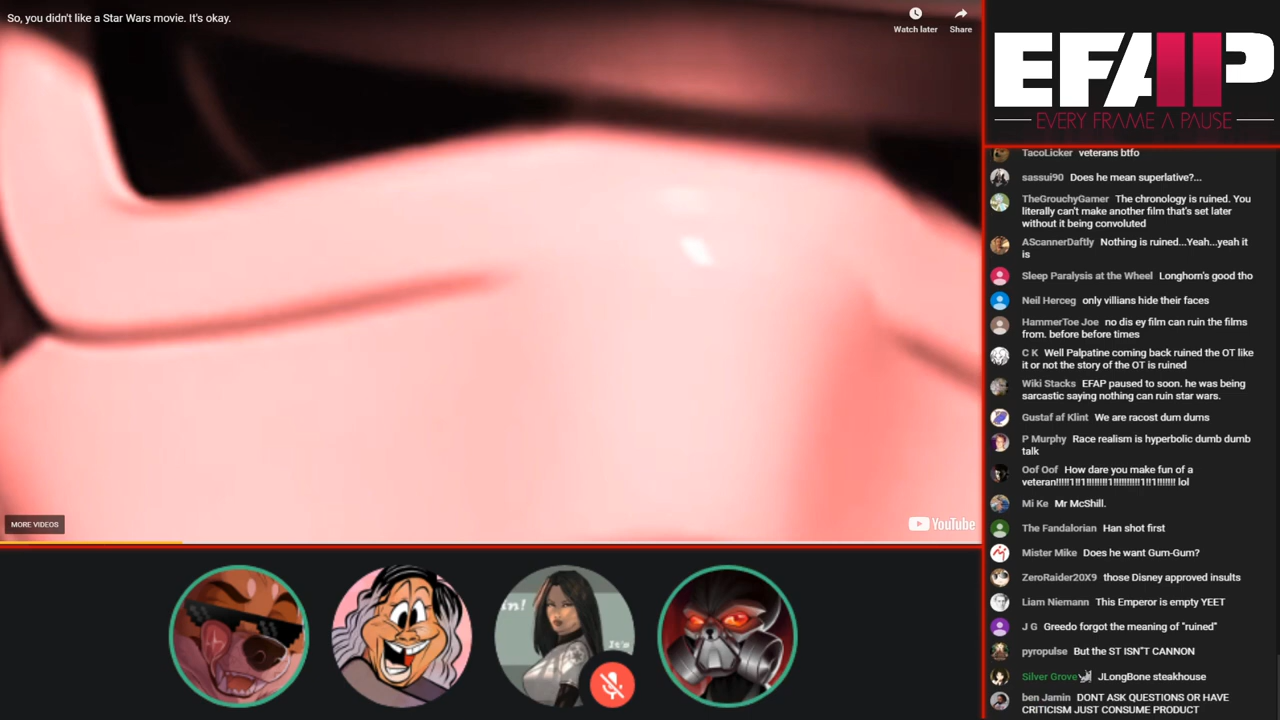 So, you didn't like a Star Wars movie. It's okay.
Watch later
Share
MORE VIDEOS
YouTube
in!
It's
EFAP
EVERY FRAME A PAUSE
TacoLicker veterans btfo
sassui90 Does he mean superlative?...
TheGrouchyGamer The chronology is ruined. You
literally can't make another film that's set later
without it being convoluted
AScannerDaftly Nothing is ruined...Yeah...yeah it
is
Sleep Paralysis at the Wheel Longhorn's good tho
Neil Herceg only villians hide their faces
HammerToe Joe no dis ey film can ruin the films
from. before before times
C K Well Palpatine coming back ruined the OT like
it or not the story of the OT is ruined
Wiki Stacks EFAP paused to soon. he was being
sarcastic saying nothing can ruin star wars.
Gustaf af Klint We are racost dum dums
P Murphy Race realism is hyperbolic dumb dumb
talk
Oof Oof How dare you make fun of a
veteran!!!!!1!!1!!!!!!!!1!!!!!!!!!!1!!1!!!!!!! lol
Mi Ke Mr McShill.
The Fandalorian Han shot first
Mister Mike Does he want Gum-Gum?
ZeroRaider20X9 those Disney approved insults
Liam Niemann This Emperor is empty YEET
J G Greedo forgot the meaning of "ruined"
pyropulse But the ST ISN"T CANNON
Silver Grove JLongBone steakhouse
ben Jamin DONT ASK QUESTIONS OR HAVE
CRITICISM JUST CONSUME PRODUCT